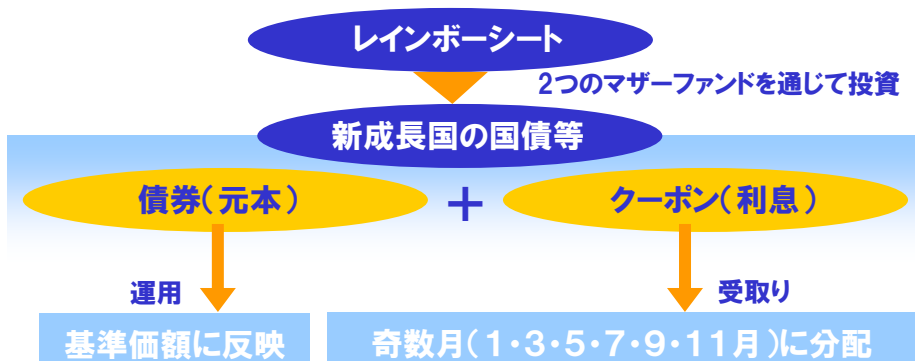 レインボーシート
2つのマザーファンドを通じて投資
新成長国の国債等
債券(元本)
＋
クーポン(利息)
運用
受取り
基準価額に反映
奇数月(1・3・5・7・9・11月)に分配